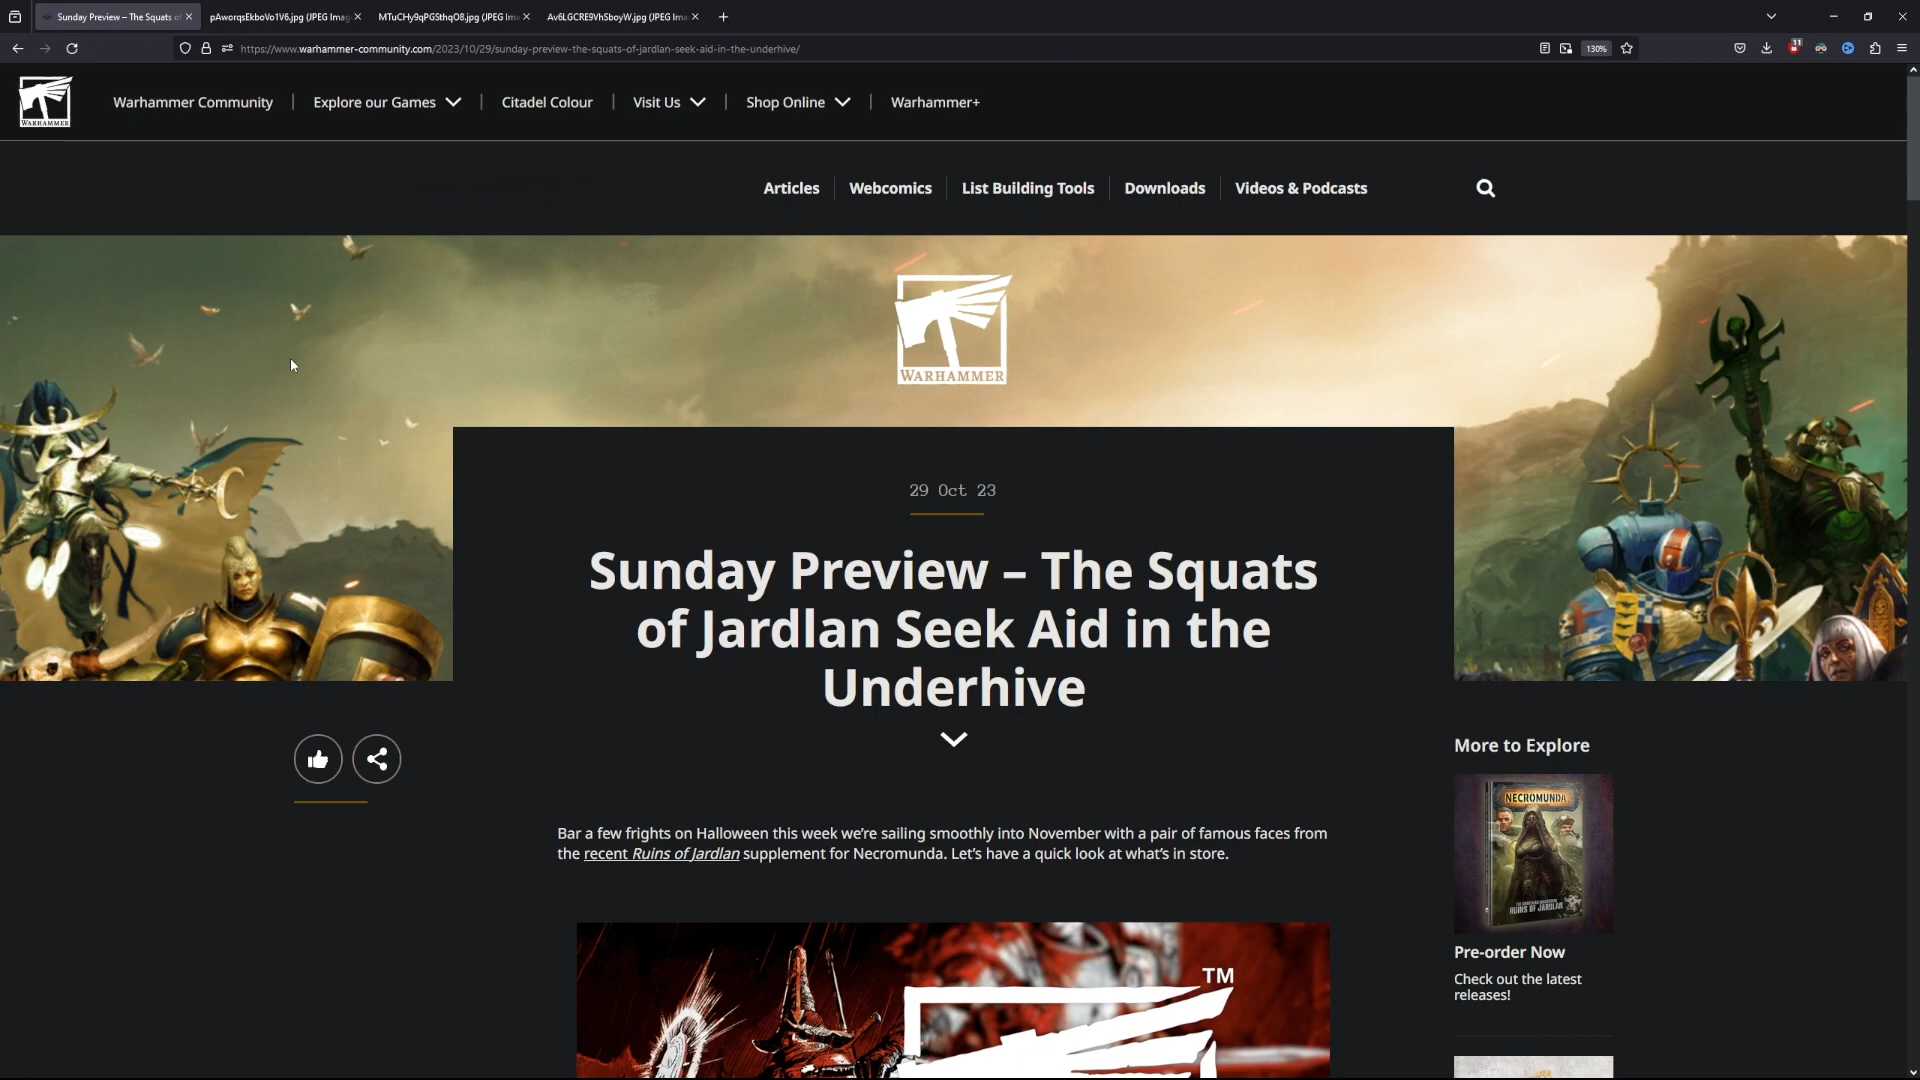 Sunday Preview – The Squats of
pAworqsEkboVo1V6.jpg (JPEG Imag
MTuCHy9qPGSthqO8.jpg (JPEG Im
Av6LGCRE9VhSboyW.jpg (JPEG Ima
https://www.warhammer-community.com/2023/10/29/sunday-preview-the-squats-of-jardlan-seek-aid-in-the-underhive/
130%
11
WARHAMMER
Warhammer Community
Explore our Games
Citadel Colour
Visit Us
Shop Online
Warhammer+
Articles
Webcomics
List Building Tools
Downloads
Videos & Podcasts
WARHAMMER
29 Oct 23
Sunday Preview – The Squats
of Jardlan Seek Aid in the
Underhive
Bar a few frights on Halloween this week we’re sailing smoothly into November with a pair of famous faces from
the recent Ruins of Jardlan supplement for Necromunda. Let’s have a quick look at what’s in store.
TM
More to Explore
NECROMUNDA
RUINS OF JARDLAN
Pre-order Now
Check out the latest
releases!